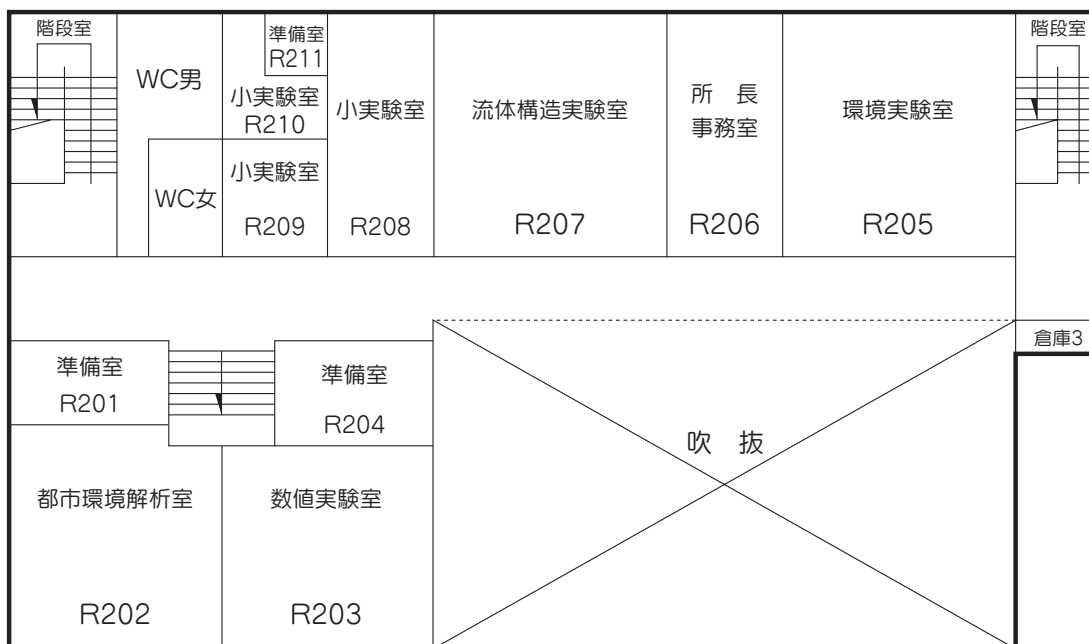 階段室
WC男
WC女
準備室
R211
小実験室
R210
小実験室
R209
小実験室
R208
流体構造実験室
R207
所 長
事務室
R206
環境実験室
R205
階段室
倉庫3
準備室
R201
準備室
R204
吹 抜
都市環境解析室
R202
数値実験室
R203